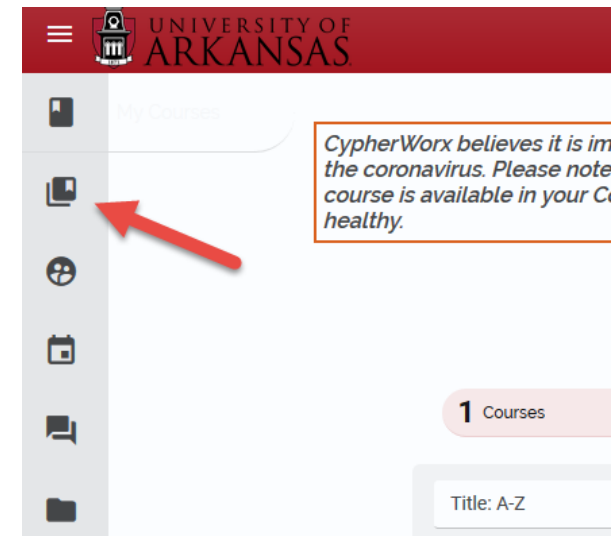 UNIVERSITY OF
ARKANSAS
My Courses
CypherWorx believes it is im
the coronavirus. Please note
course is available in your Co
healthy.
1 Courses
Title: A-Z